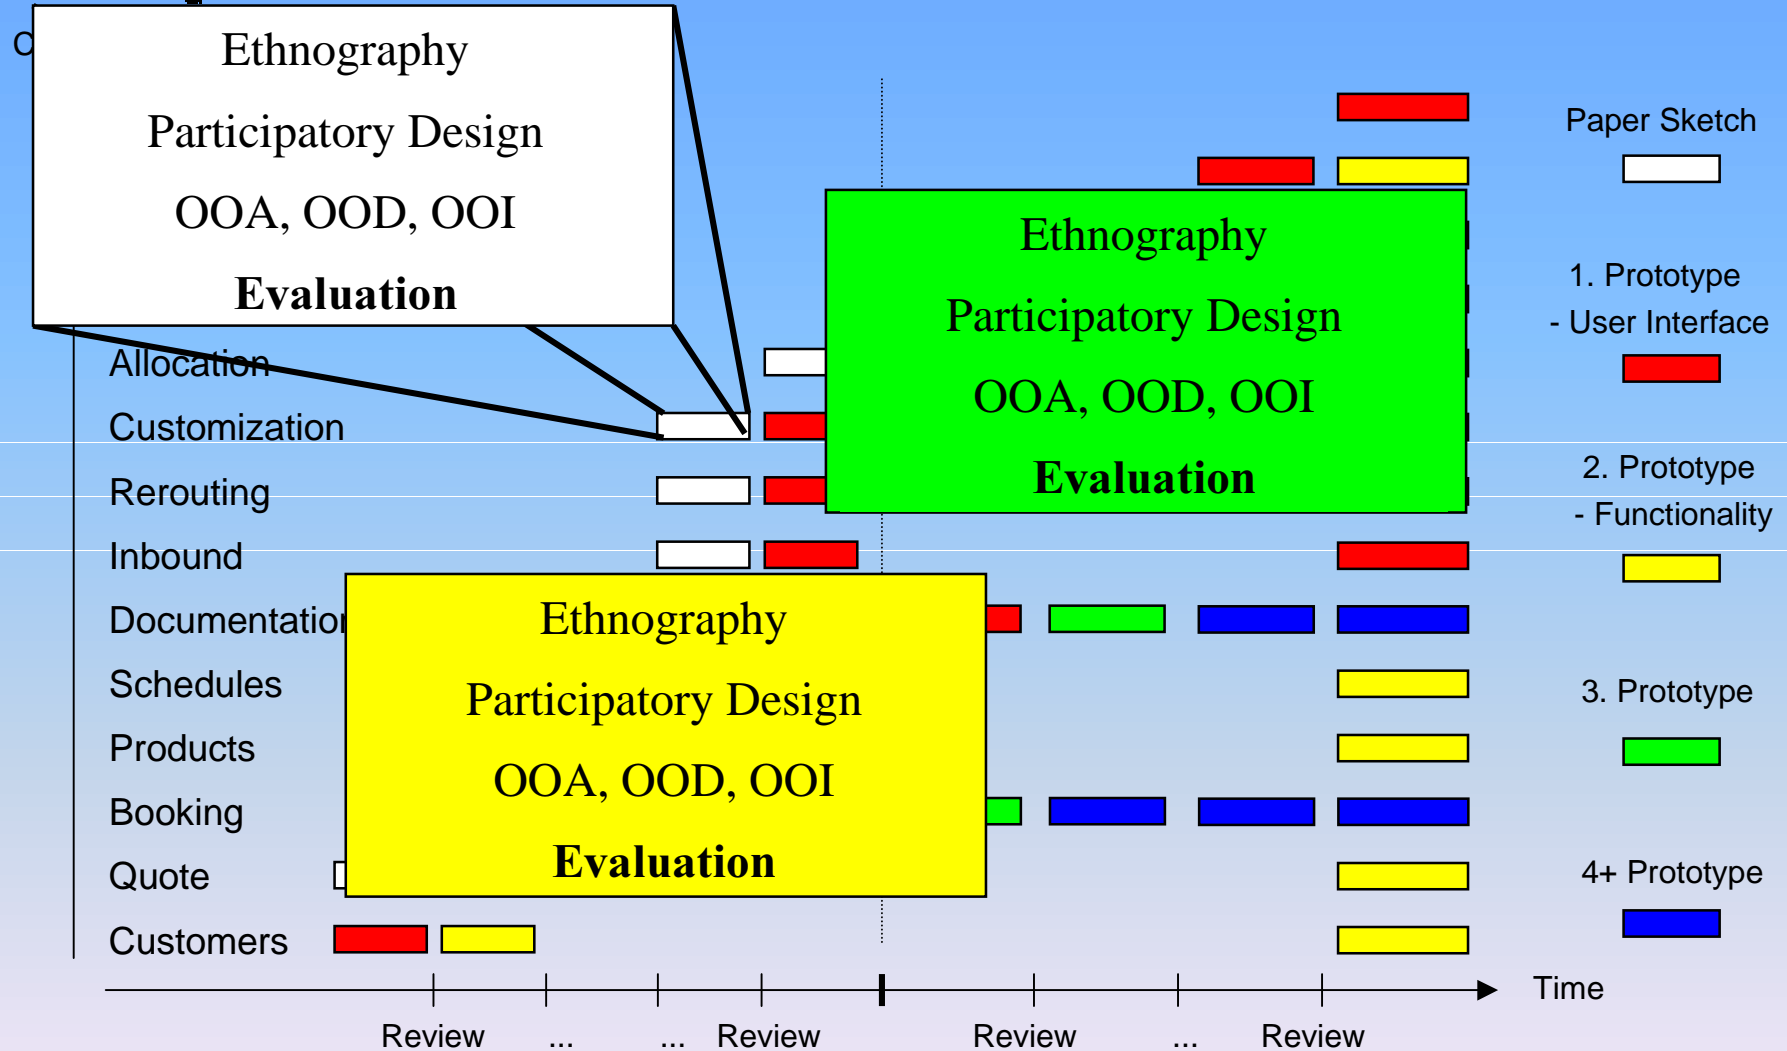 Ethnography
Participatory Design
OOA, OOD, OOI
Evaluation
Ethnography
Participatory Design
OOA, OOD, OOI
Evaluation
Ethnography
Participatory Design
OOA, OOD, OOI
Evaluation
Allocation
Customization
Rerouting
Inbound
Documentation
Schedules
Products
Booking
Quote
Customers
Paper Sketch
1. Prototype
- User Interface
2. Prototype
- Functionality
3. Prototype
4+ Prototype
Time
Review ... ... Review Review ... Review